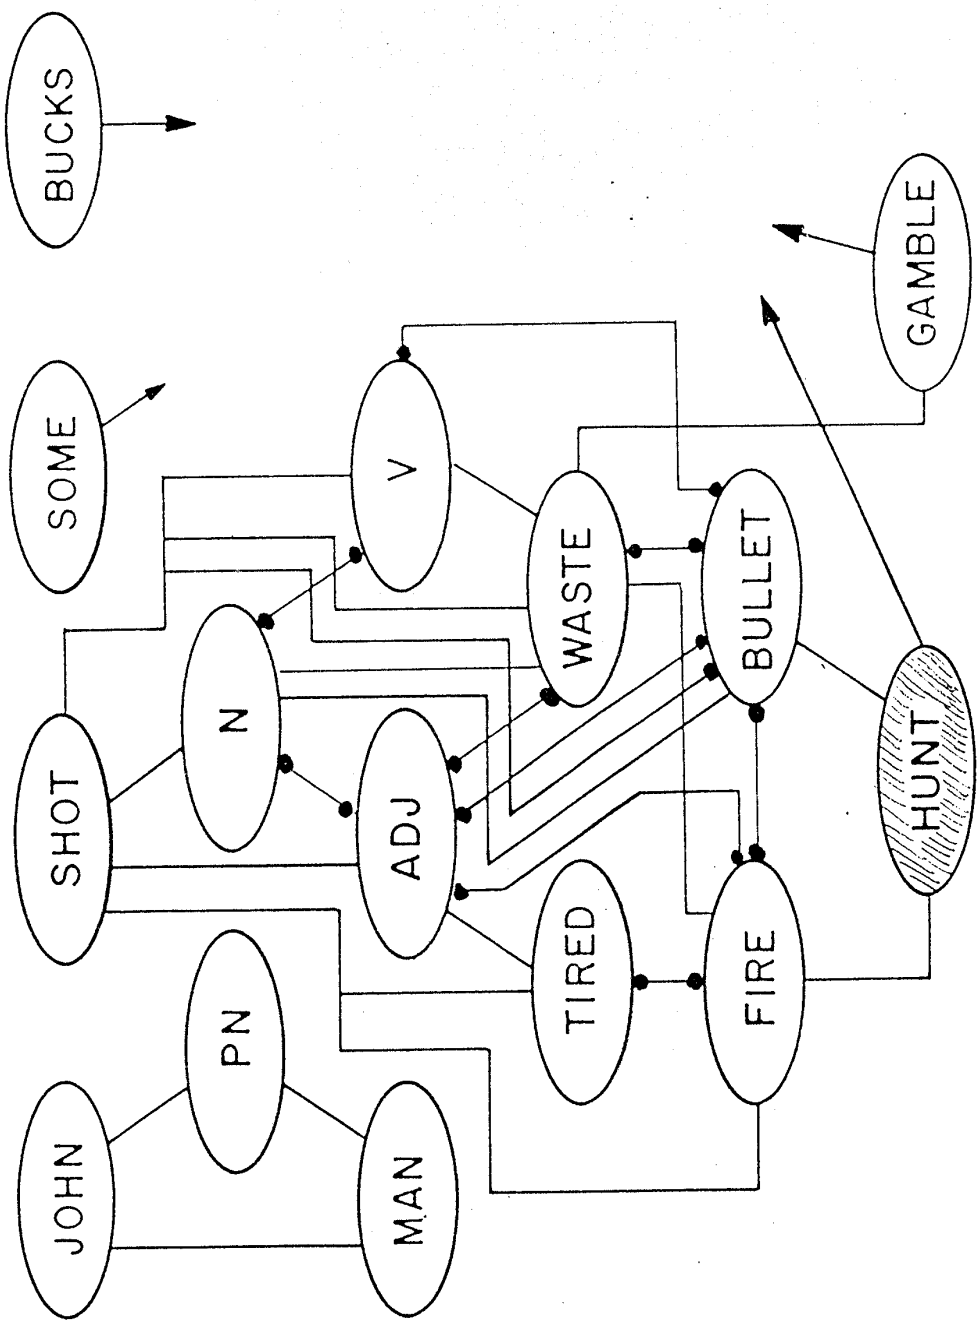 JOHN
SHOT
SOME
BUCKS
PN
N
MAN
ADJ
V
TIRED
WASTE
FIRE
BULLET
HUNT
GAMBLE